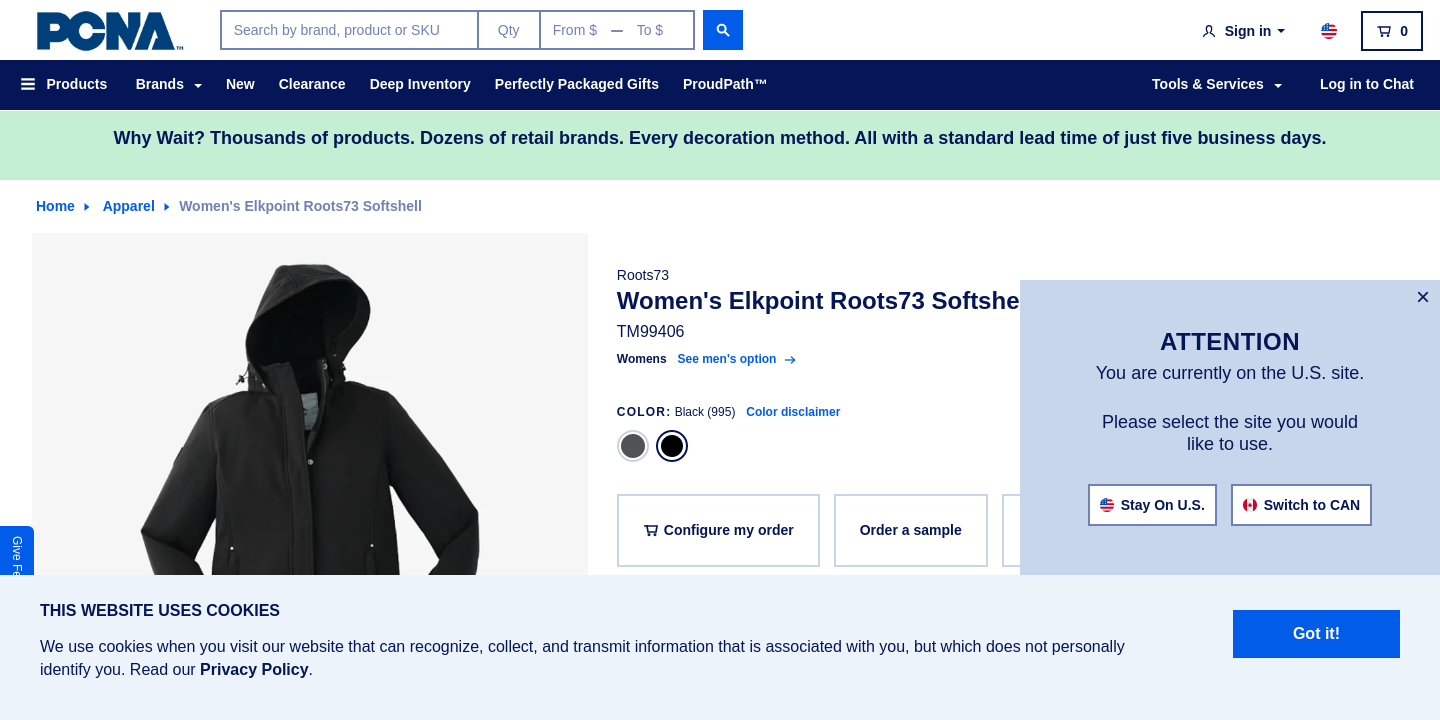 PCNA™
Search by brand, product or SKU
Qty
From $ — To $
Sign in
0
Products
Brands
New
Clearance
Deep Inventory
Perfectly Packaged Gifts
ProudPath™
Tools & Services
Log in to Chat
Why Wait? Thousands of products. Dozens of retail brands. Every decoration method. All with a standard lead time of just five business days.
Home
Apparel
Women's Elkpoint Roots73 Softshell
Roots73
Women's Elkpoint Roots73 Softshe
TM99406
Womens See men's option
COLOR: Black (995) Color disclaimer
Configure my order
Order a sample
×
ATTENTION
You are currently on the U.S. site.
Please select the site you would
like to use.
Stay On U.S.
Switch to CAN
Give Fe
THIS WEBSITE USES COOKIES
We use cookies when you visit our website that can recognize, collect, and transmit information that is associated with you, but which does not personally
identify you. Read our Privacy Policy.
Got it!